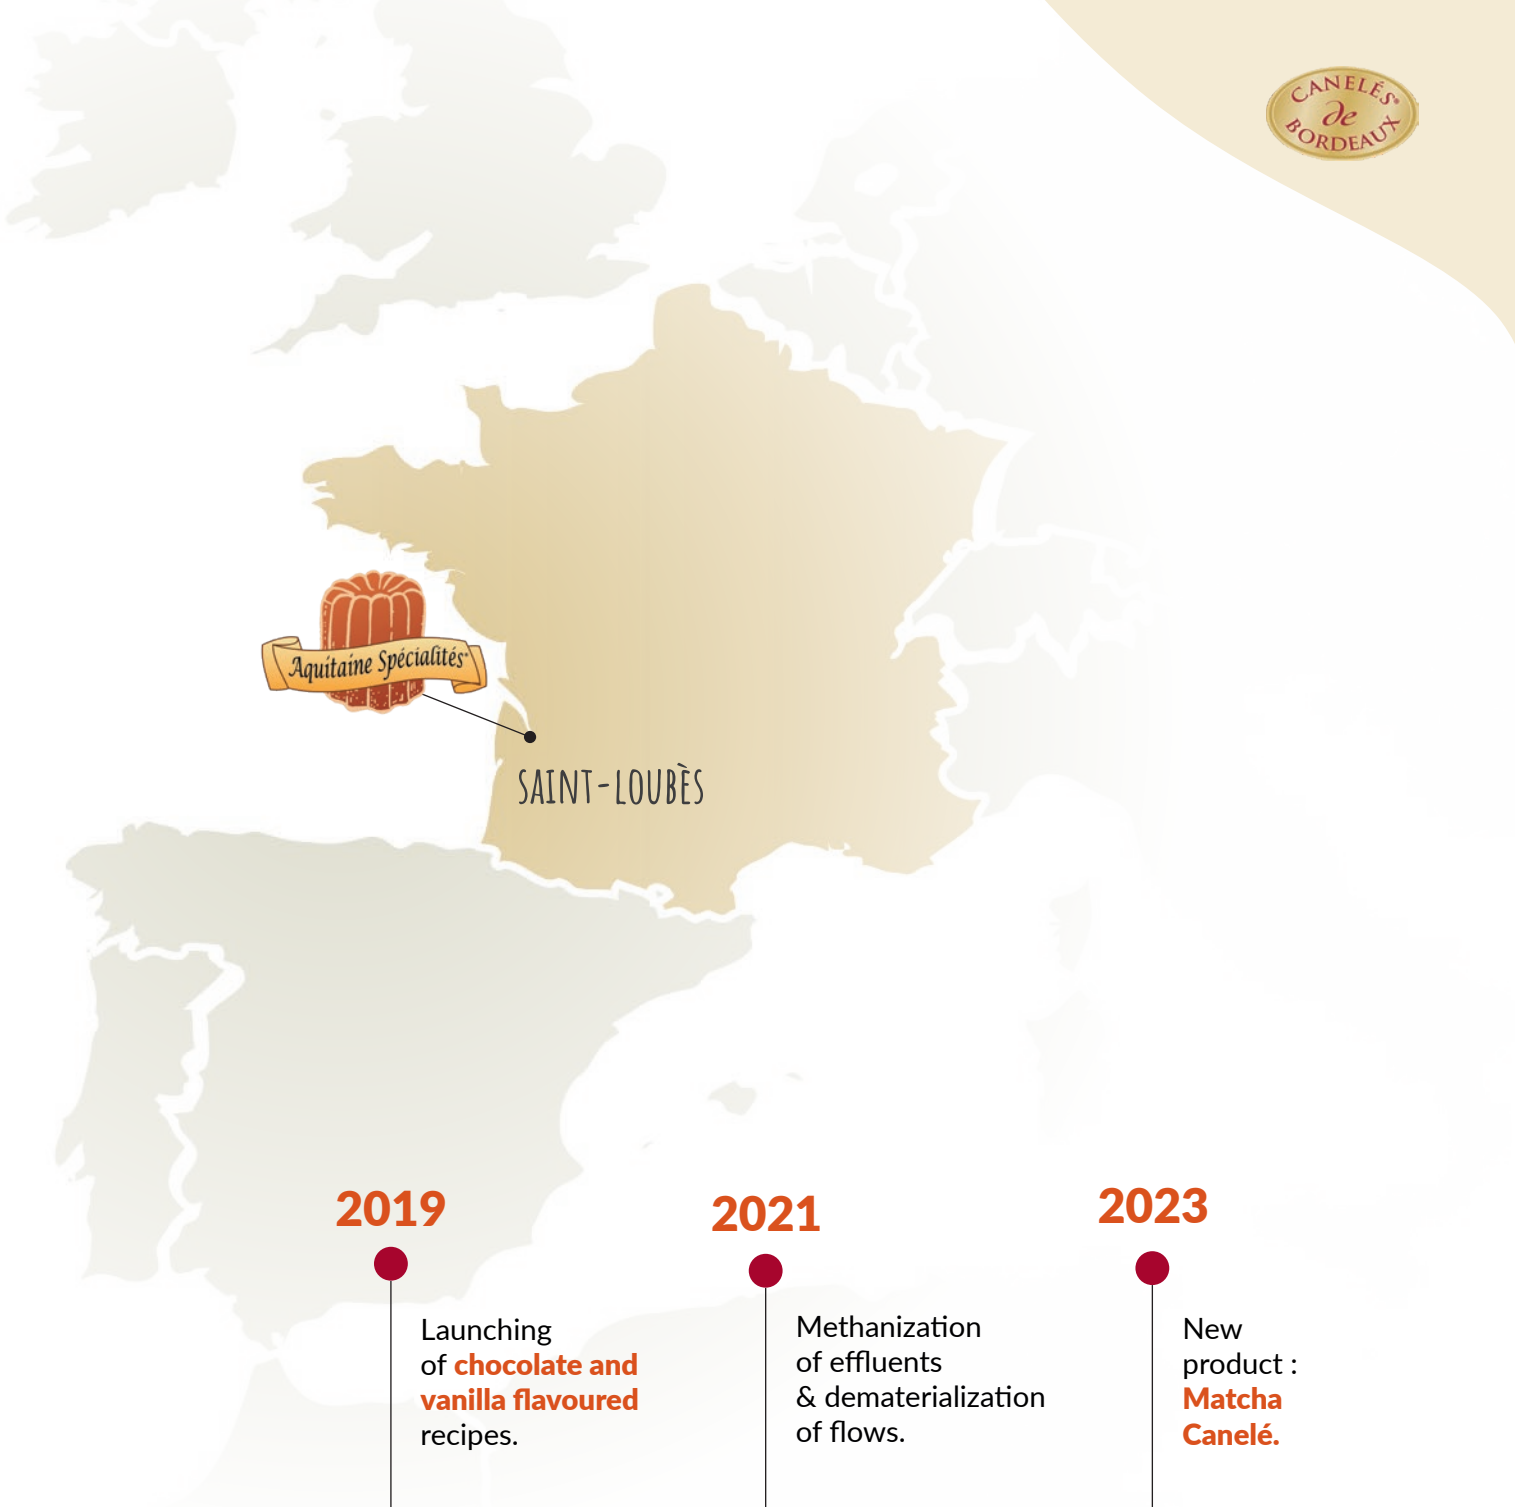 CANELÉS®
de
BORDEAUX
Aquitaine Spécialités®
SAINT-LOUBÈS
2019
Launching
of chocolate and
vanilla flavoured
recipes.
2021
Methanization
of effluents
& dematerialization
of flows.
2023
New
product :
Matcha
Canelé.